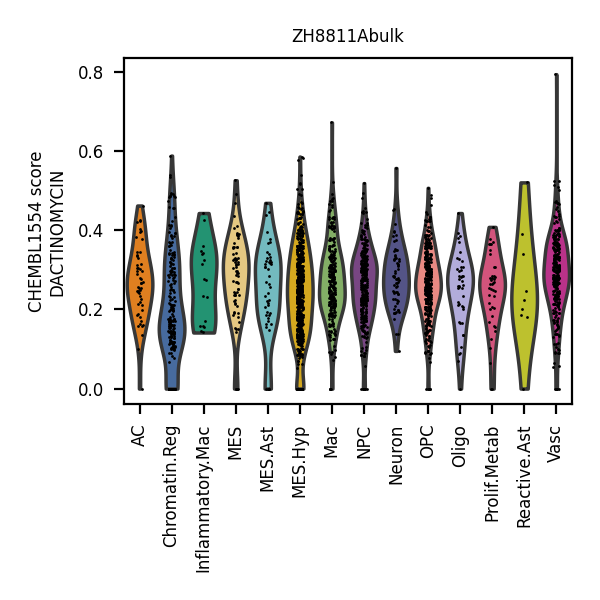 ZH8811Abulk
CHEMBL1554 score
DACTINOMYCIN
0.8
0.6
0.4
0.2
0.0
AC
Chromatin.Reg
Inflammatory.Mac
MES
MES.Ast
MES.Hyp
Mac
NPC
Neuron
OPC
Oligo
Prolif.Metab
Reactive.Ast
Vasc